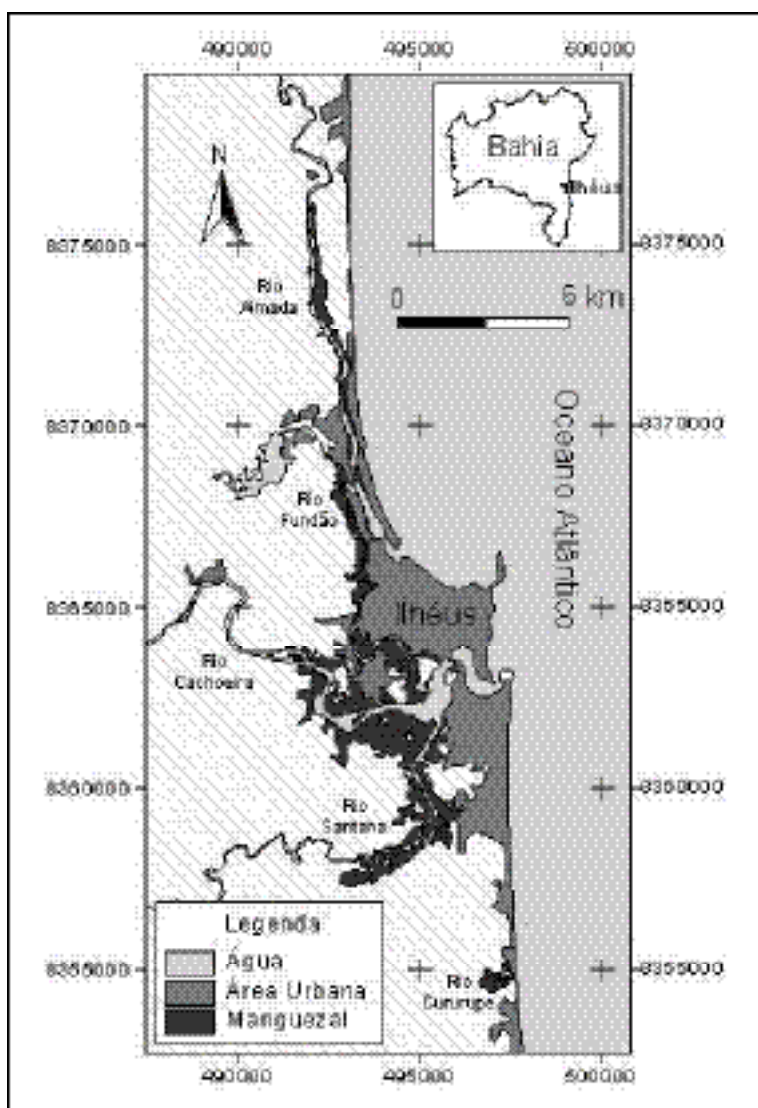 490000 495000 500000
N
Bahia
Ilhéus
8375000
8375000
0 6 km
Rio
Almada
8370000
8370000
Oceano Atlântico
Rio
Fundão
8365000
8365000
Ilhéus
Rio
Cachoeira
8360000
8360000
Rio
Santana
Legenda
Água
Área Urbana
Manguezal
8355000
8355000
Rio
Cururupe
490000 495000 500000